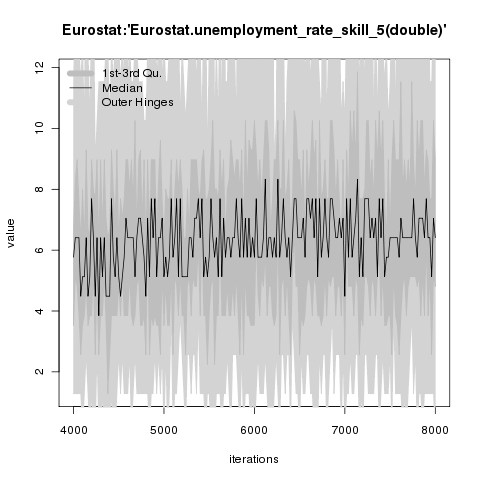 Eurostat:'Eurostat.unemployment_rate_skill_5(double)'
1st-3rd Qu.
Median
Outer Hinges
value
12
10
8
6
4
2
4000 5000 6000 7000 8000
iterations